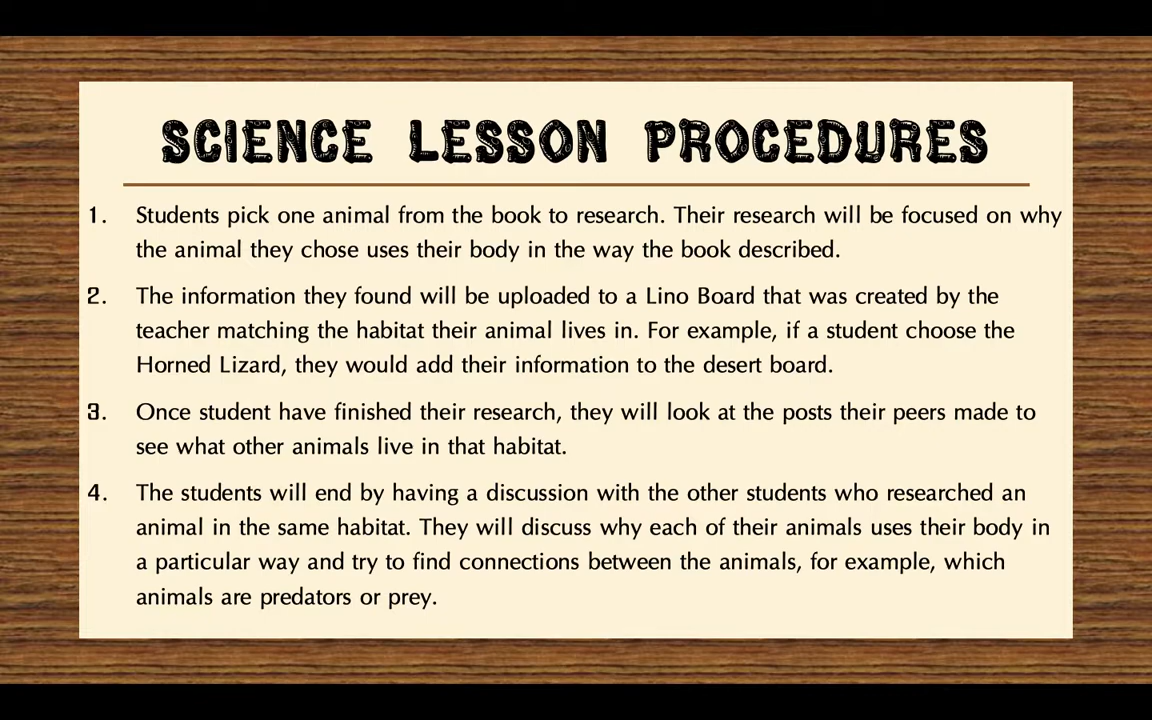 SCIENCE LESSON PROCEDURES
1. Students pick one animal from the book to research. Their research will be focused on why
the animal they chose uses their body in the way the book described.
2. The information they found will be uploaded to a Lino Board that was created by the
teacher matching the habitat their animal lives in. For example, if a student choose the
Horned Lizard, they would add their information to the desert board.
3. Once student have finished their research, they will look at the posts their peers made to
see what other animals live in that habitat.
4. The students will end by having a discussion with the other students who researched an
animal in the same habitat. They will discuss why each of their animals uses their body in
a particular way and try to find connections between the animals, for example, which
animals are predators or prey.